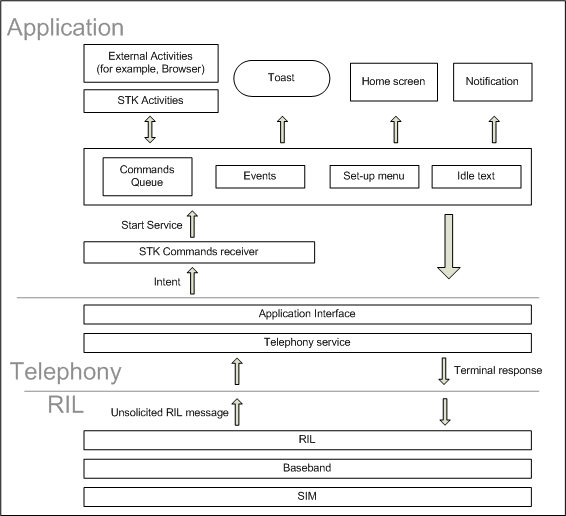 Application
External Activities
(for example, Browser)
STK Activities
Toast
Home screen
Notification
Commands
Queue
Events
Set-up menu
Idle text
Start Service
STK Commands receiver
Intent
Application Interface
Telephony service
Telephony
Terminal response
RIL
Unsolicited RIL message
RIL
Baseband
SIM